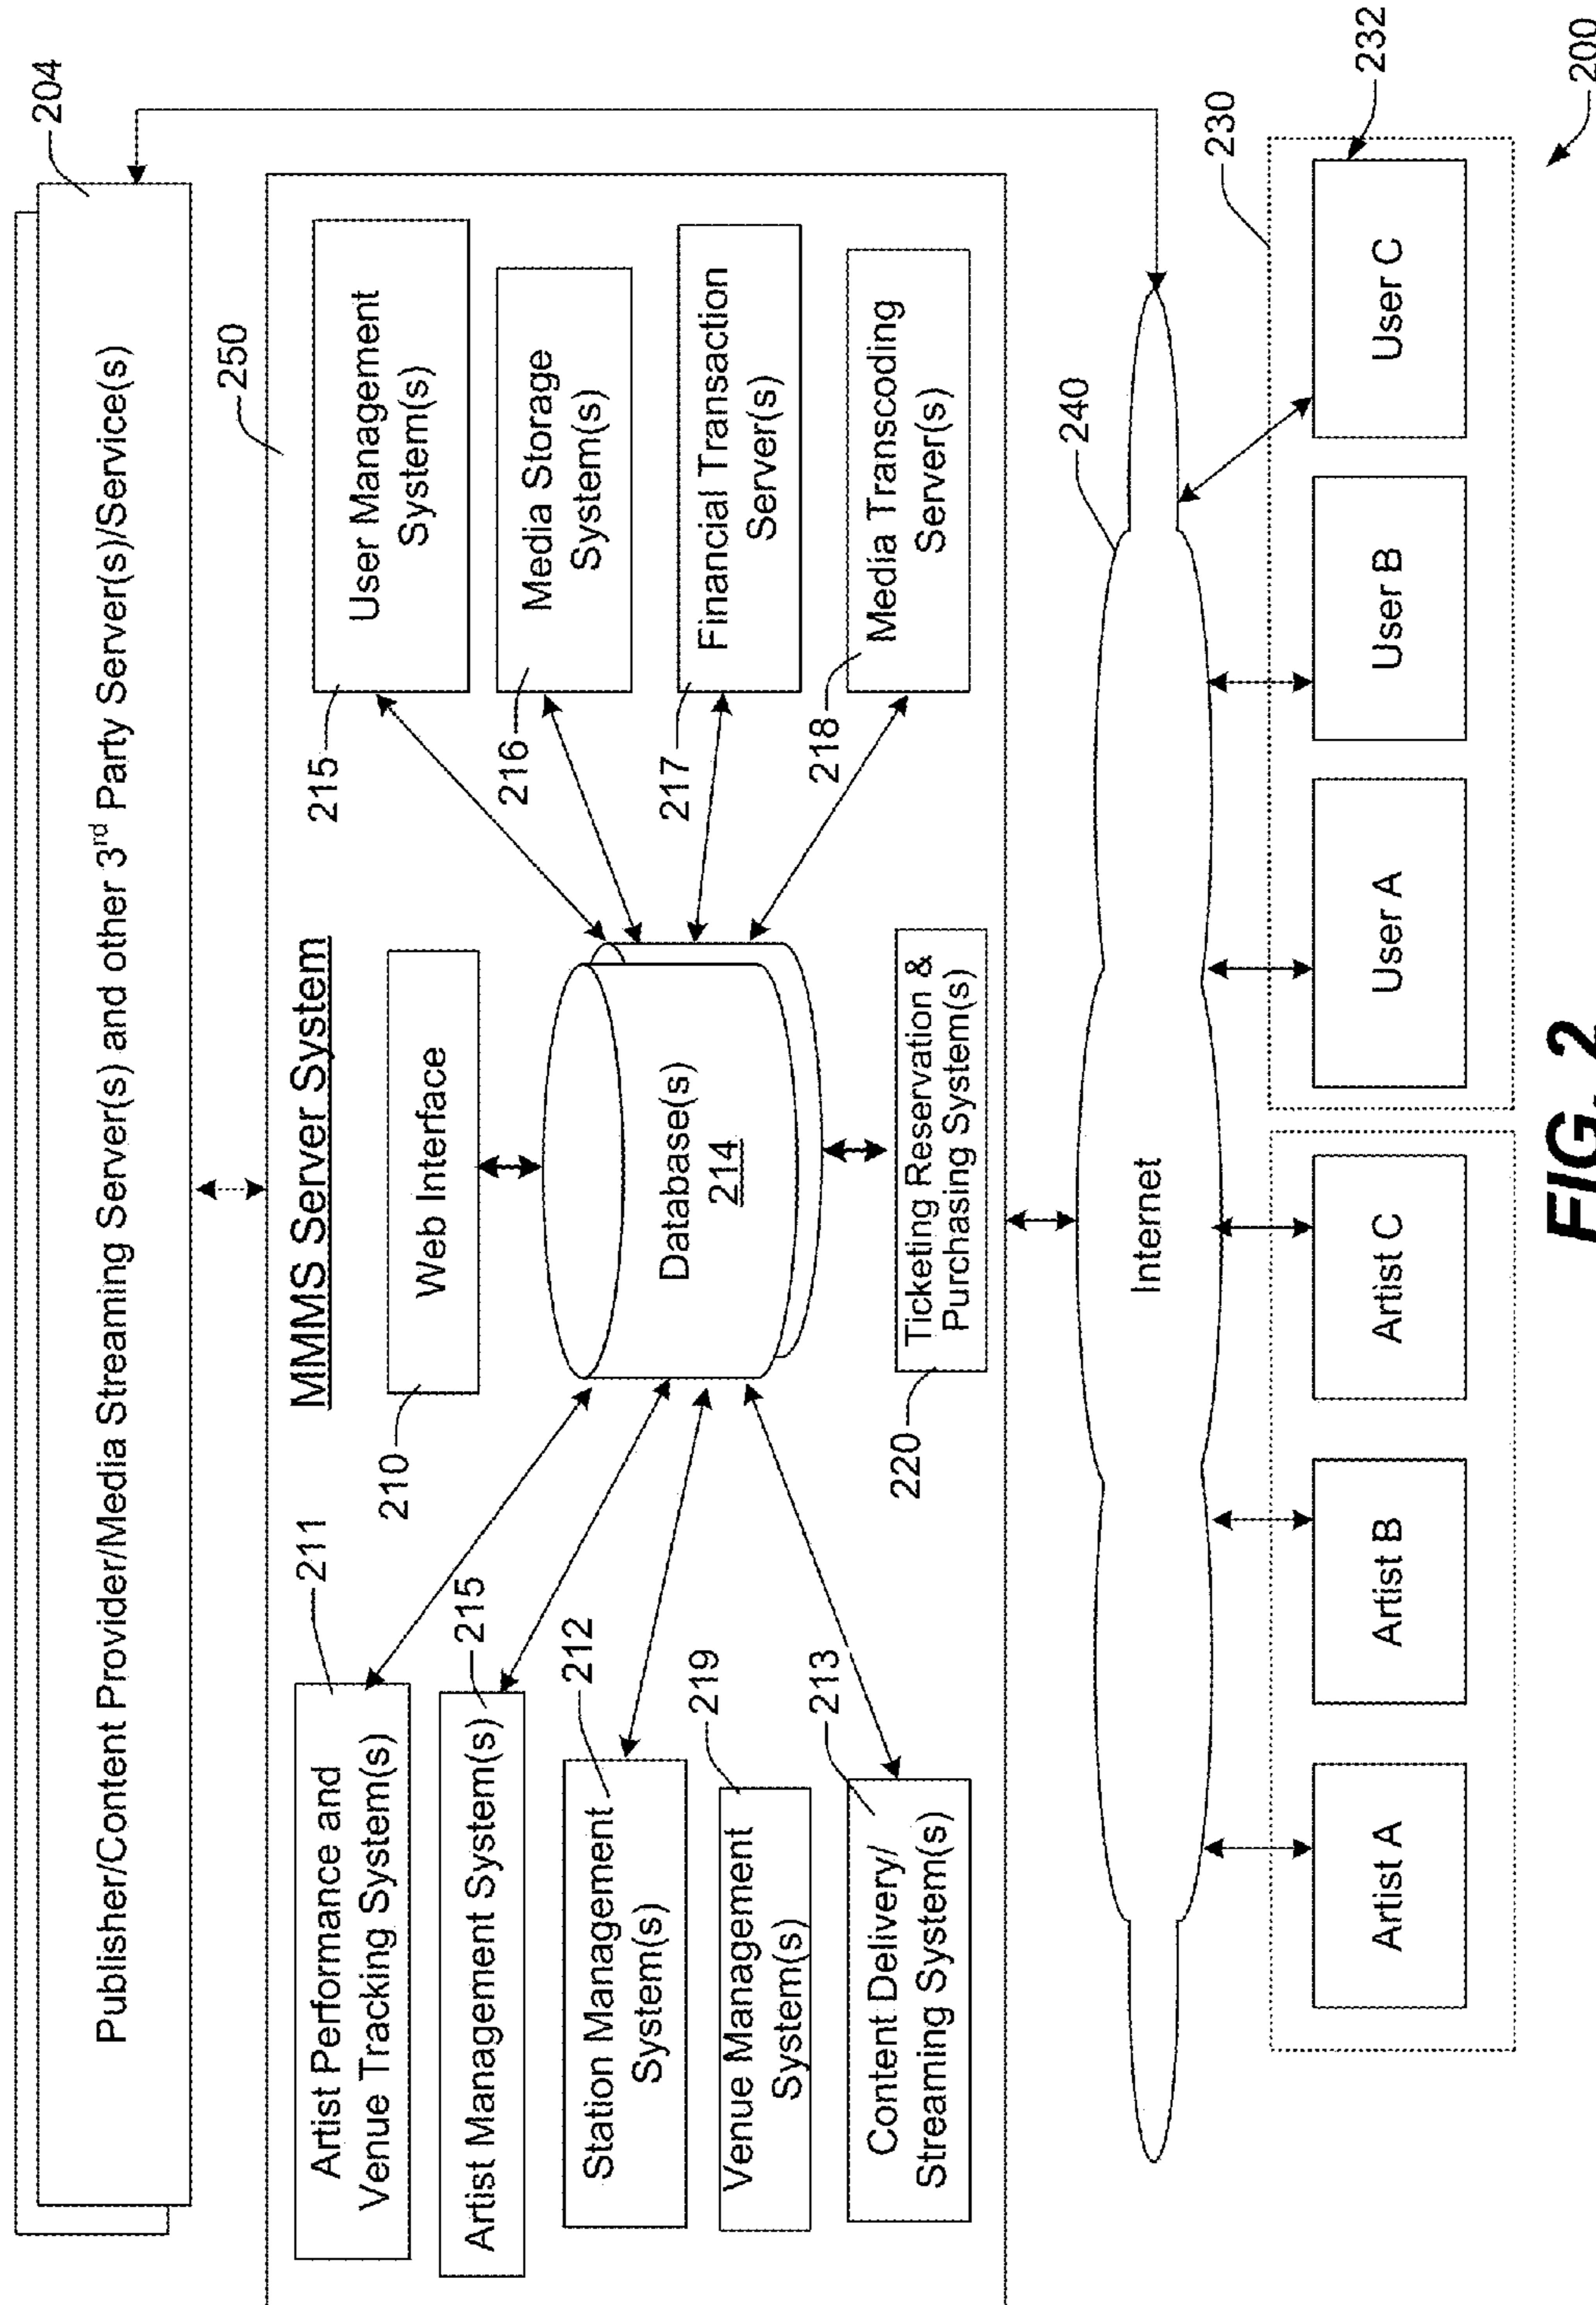 Publisher/Content Provider/Media Streaming Server(s) and other 3rd Party Server(s)/Service(s)
204
250
MMMS Server System
Artist Performance and
Venue Tracking System(s)
211
Artist Management System(s)
215
Station Management
System(s)
212
Venue Management
System(s)
219
Content Delivery/
Streaming System(s)
213
210
Web Interface
Database(s)
214
220
Ticketing Reservation &
Purchasing System(s)
215
User Management
System(s)
216
Media Storage
System(s)
217
Financial Transaction
Server(s)
218
Media Transcoding
Server(s)
Internet
240
230
232
Artist A
Artist B
Artist C
User A
User B
User C
FIG. 2
200